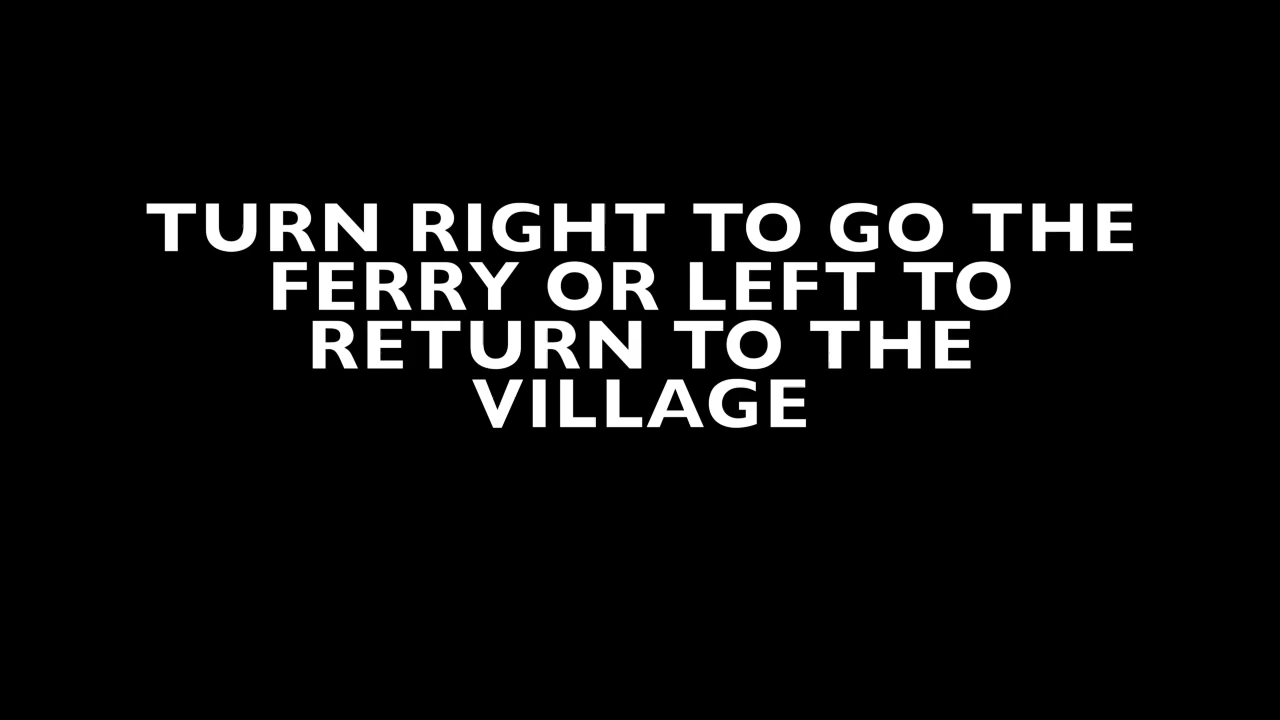 TURN RIGHT TO GO THE
FERRY OR LEFT TO
RETURN TO THE
VILLAGE